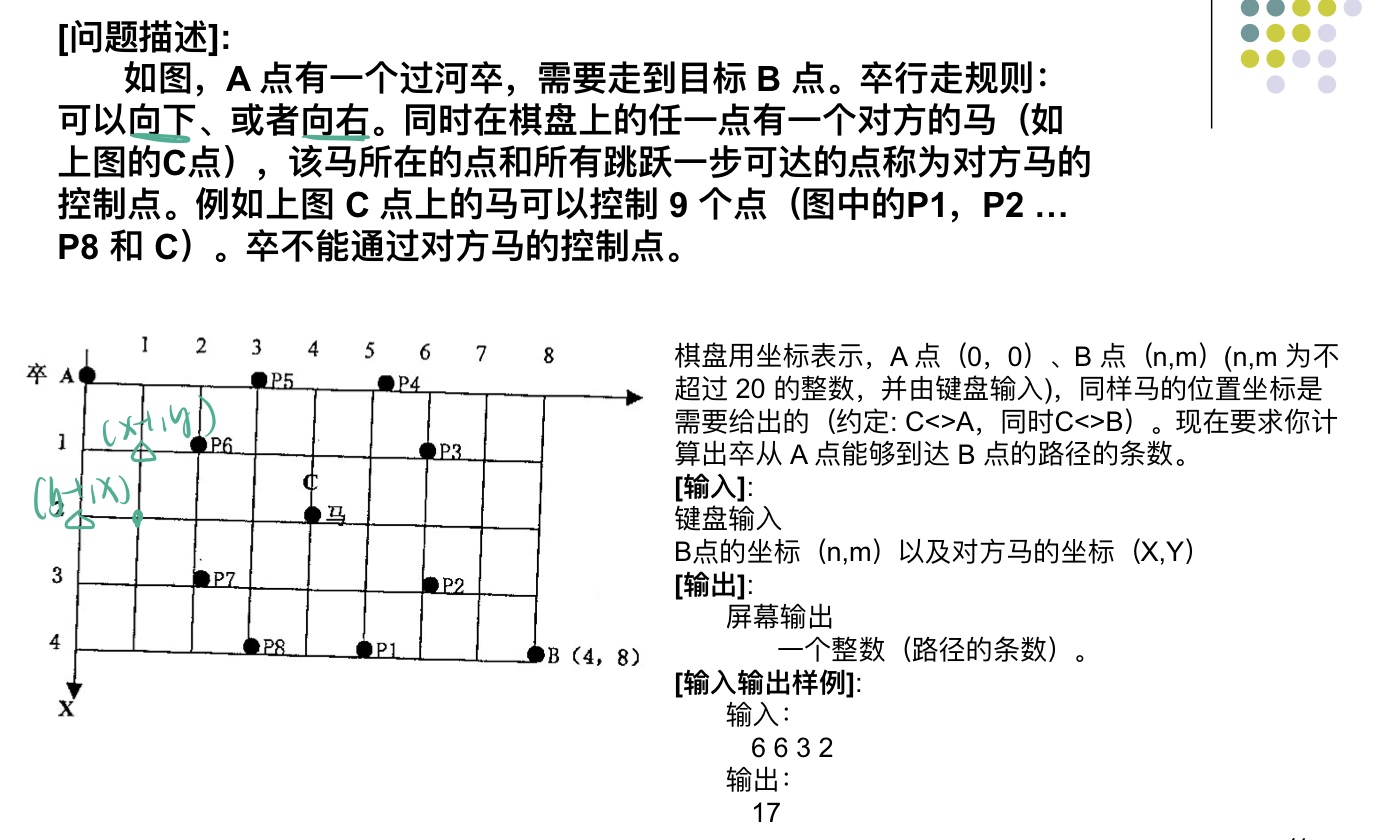 [问题描述]:
如图，A 点有一个过河卒，需要走到目标 B 点。卒行走规则：
可以向下、或者向右。同时在棋盘上的任一点有一个对方的马（如
上图的C点），该马所在的点和所有跳跃一步可达的点称为对方马的
控制点。例如上图 C 点上的马可以控制 9 个点（图中的P1，P2 …
P8 和 C）。卒不能通过对方马的控制点。
1 2 3 4 5 6 7 8
卒 A P5 P4
(x+1,y)
1 P6 P3
C
(y+1,x)
2 马
3 P7 P2
4 P8 P1 B（4，8）
X
棋盘用坐标表示，A 点（0，0）、B 点（n,m）(n,m 为不
超过 20 的整数，并由键盘输入)，同样马的位置坐标是
需要给出的（约定: C<>A，同时C<>B）。现在要求你计
算出卒从 A 点能够到达 B 点的路径的条数。
[输入]:
键盘输入
B点的坐标（n,m）以及对方马的坐标（X,Y）
[输出]:
屏幕输出
一个整数（路径的条数）。
[输入输出样例]:
输入：
6 6 3 2
输出：
17